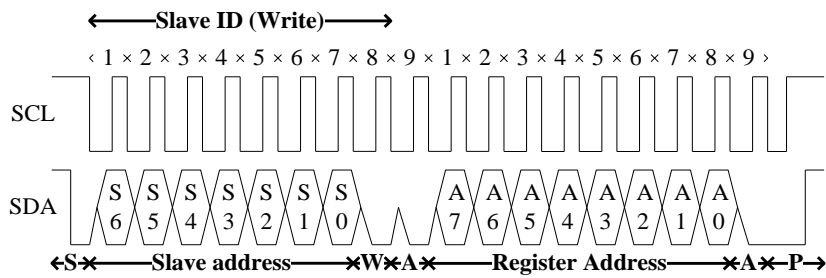 Slave ID (Write)
1 × 2 × 3 × 4 × 5 × 6 × 7 × 8 × 9 × 1 × 2 × 3 × 4 × 5 × 6 × 7 × 8 × 9
SCL
SDA
S6 S5 S4 S3 S2 S1 S0 A7 A6 A5 A4 A3 A2 A1 A0
S Slave address W A Register Address A P